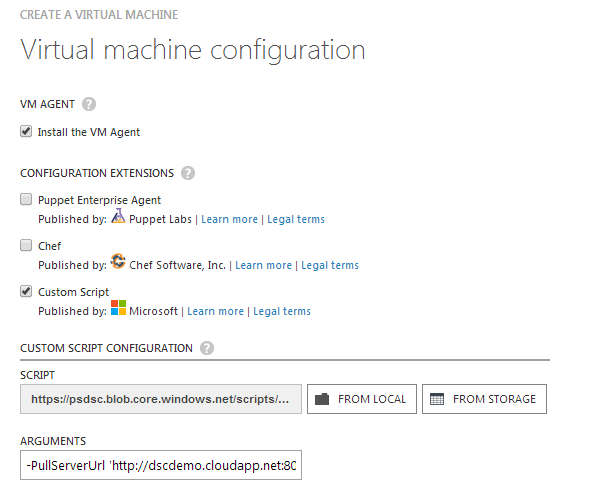 CREATE A VIRTUAL MACHINE
Virtual machine configuration
VM AGENT ?
Install the VM Agent
CONFIGURATION EXTENSIONS ?
Puppet Enterprise Agent
Published by: Puppet Labs | Learn more | Legal terms
Chef
Published by: Chef Software, Inc. | Learn more | Legal terms
Custom Script
Published by: Microsoft | Learn more | Legal terms
CUSTOM SCRIPT CONFIGURATION ?
SCRIPT
https://psdsc.blob.core.windows.net/scripts/... FROM LOCAL FROM STORAGE
ARGUMENTS
-PullServerUrl 'http://dscdemo.cloudapp.net:80